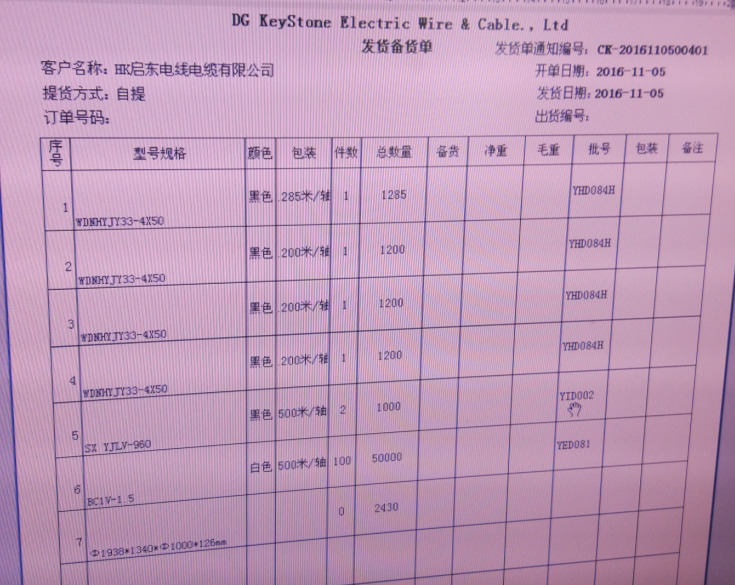 DG KeyStone Electric Wire & Cable., Ltd
发货备货单
发货单通知编号: CK-2016110500401
客户名称: HK启东电线电缆有限公司
开单日期: 2016-11-05
提货方式: 自提
发货日期: 2016-11-05
订单号码:
出货编号:
序号 型号规格 颜色 包装 件数 总数量 备货 净重 毛重 批号 包装 备注
1 WDNHYJY33-4X50 黑色 .285米/轴 1 1285 YHD084H
2 WDNHYJY33-4X50 黑色 .200米/轴 1 1200 YHD084H
3 WDNHYJY33-4X50 黑色 .200米/轴 1 1200 YHD084H
4 WDNHYJY33-4X50 黑色 .200米/轴 1 1200 YHD084H
5 SX YJLV-960 黑色 500米/轴 2 1000 YID002
6 BC1V-1.5 白色 500米/轴 100 50000 YED081
7 Φ1938*1340*Φ1000*126mm 0 2430